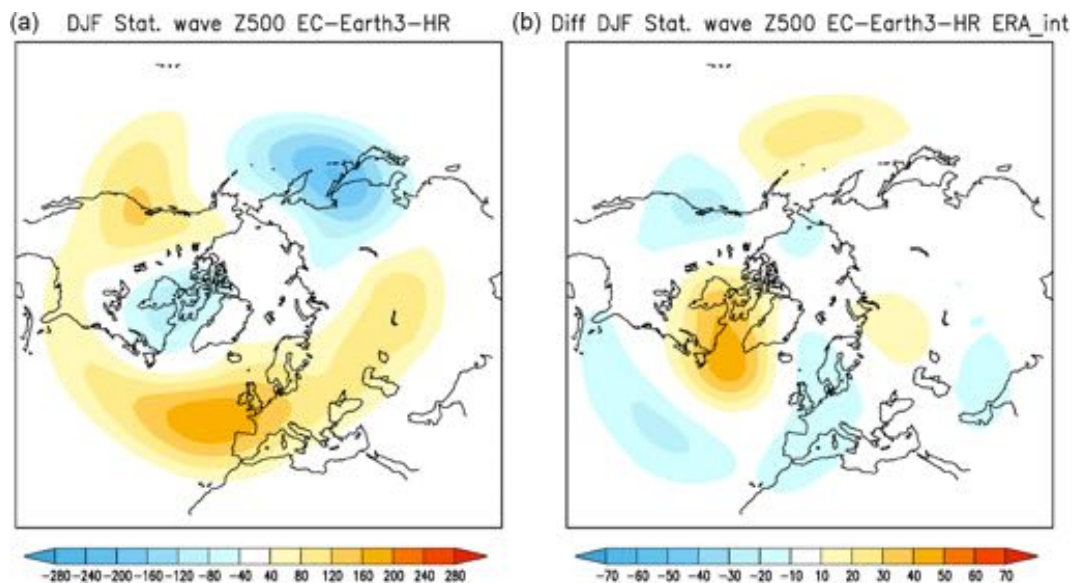 (a) DJF Stat. wave Z500 EC-Earth3-HR
(b) Diff DJF Stat. wave Z500 EC-Earth3-HR ERA_int
-280 -240 -200 -160 -120 -80 -40 40 80 120 160 200 240 280
-70 -60 -50 -40 -30 -20 -10 10 20 30 40 50 60 70